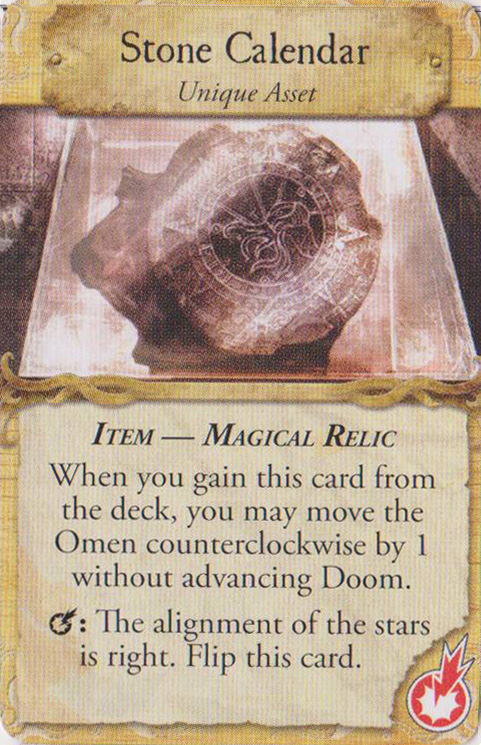 Stone Calendar
Unique Asset
Item — Magical Relic
When you gain this card from
the deck, you may move the
Omen counterclockwise by 1
without advancing Doom.
: The alignment of the stars
is right. Flip this card.